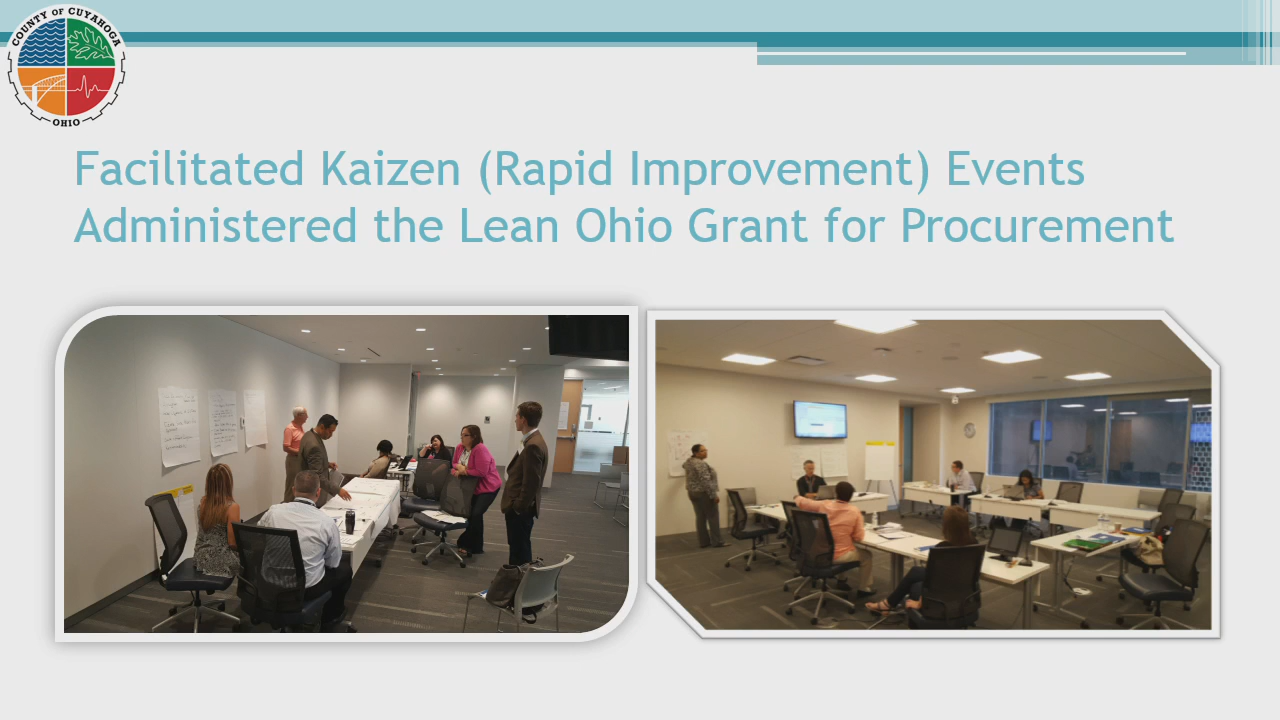 COUNTY OF CUYAHOGA
OHIO
Facilitated Kaizen (Rapid Improvement) Events
Administered the Lean Ohio Grant for Procurement